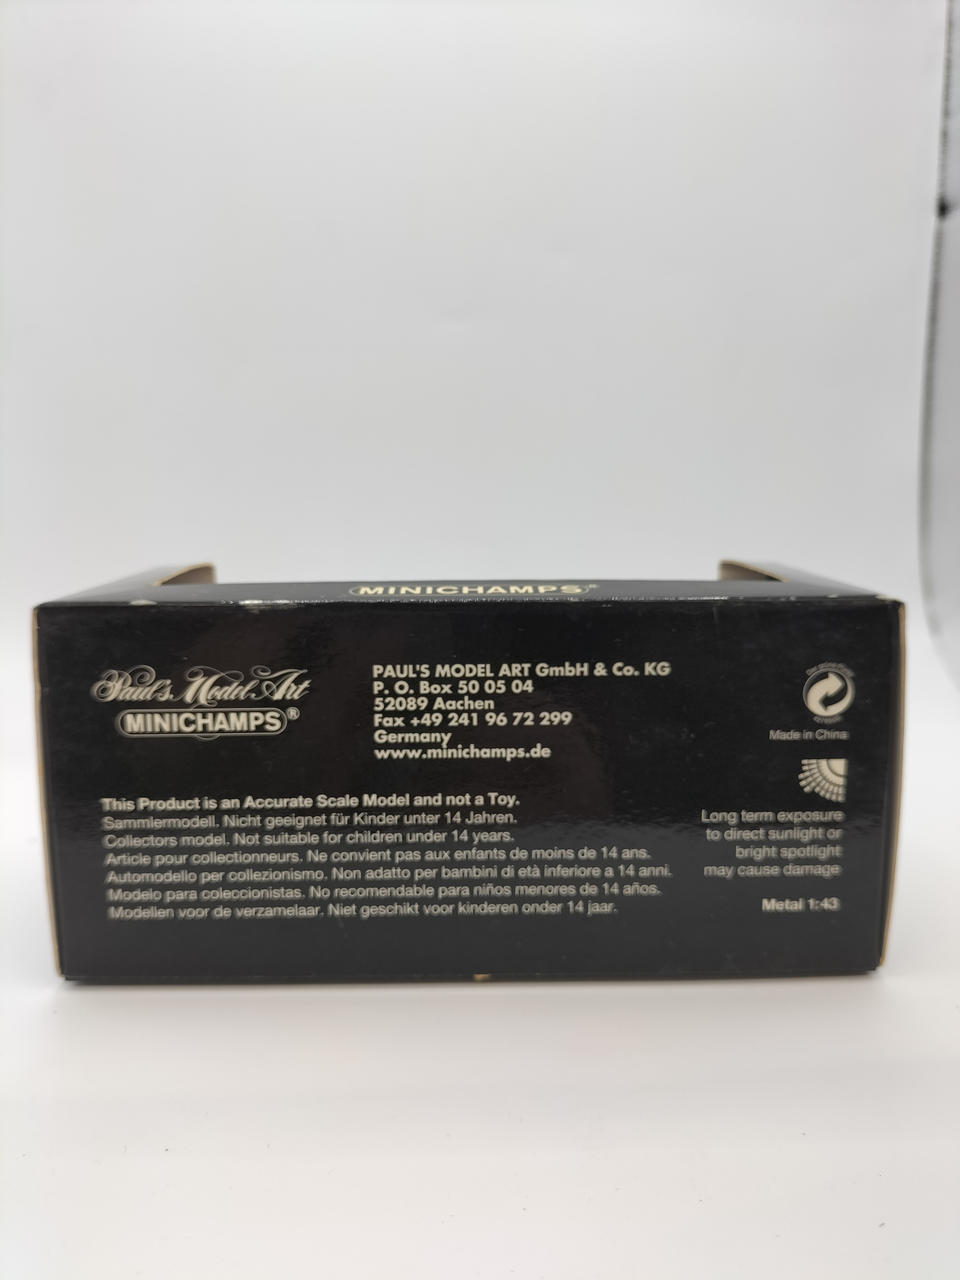 MINICHAMPS®
Paul's Model Art
MINICHAMPS®
PAUL'S MODEL ART GmbH & Co. KG
P. O. Box 50 05 04
52089 Aachen
Fax +49 241 96 72 299
Germany
www.minichamps.de
Made in China
This Product is an Accurate Scale Model and not a Toy.
Sammlermodell. Nicht geeignet für Kinder unter 14 Jahren.
Collectors model. Not suitable for children under 14 years.
Article pour collectionneurs. Ne convient pas aux enfants de moins de 14 ans.
Automodello per collezionismo. Non adatto per bambini di età inferiore a 14 anni.
Modelo para coleccionistas. No recomendable para niños menores de 14 años.
Modellen voor de verzamelaar. Niet geschikt voor kinderen onder 14 jaar.
Long term exposure
to direct sunlight or
bright spotlight
may cause damage
Metal 1:43